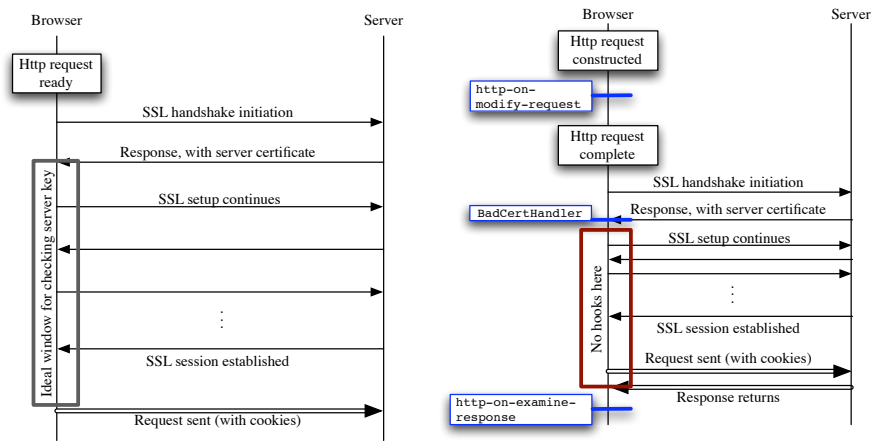 Browser
Server
Http request
ready
SSL handshake initiation
Response, with server certificate
SSL setup continues
Ideal window for checking server key
SSL session established
Request sent (with cookies)
Browser
Server
Http request
constructed
http-on-
modify-request
Http request
complete
SSL handshake initiation
BadCertHandler
Response, with server certificate
SSL setup continues
No hooks here
SSL session established
Request sent (with cookies)
Response returns
http-on-examine-
response